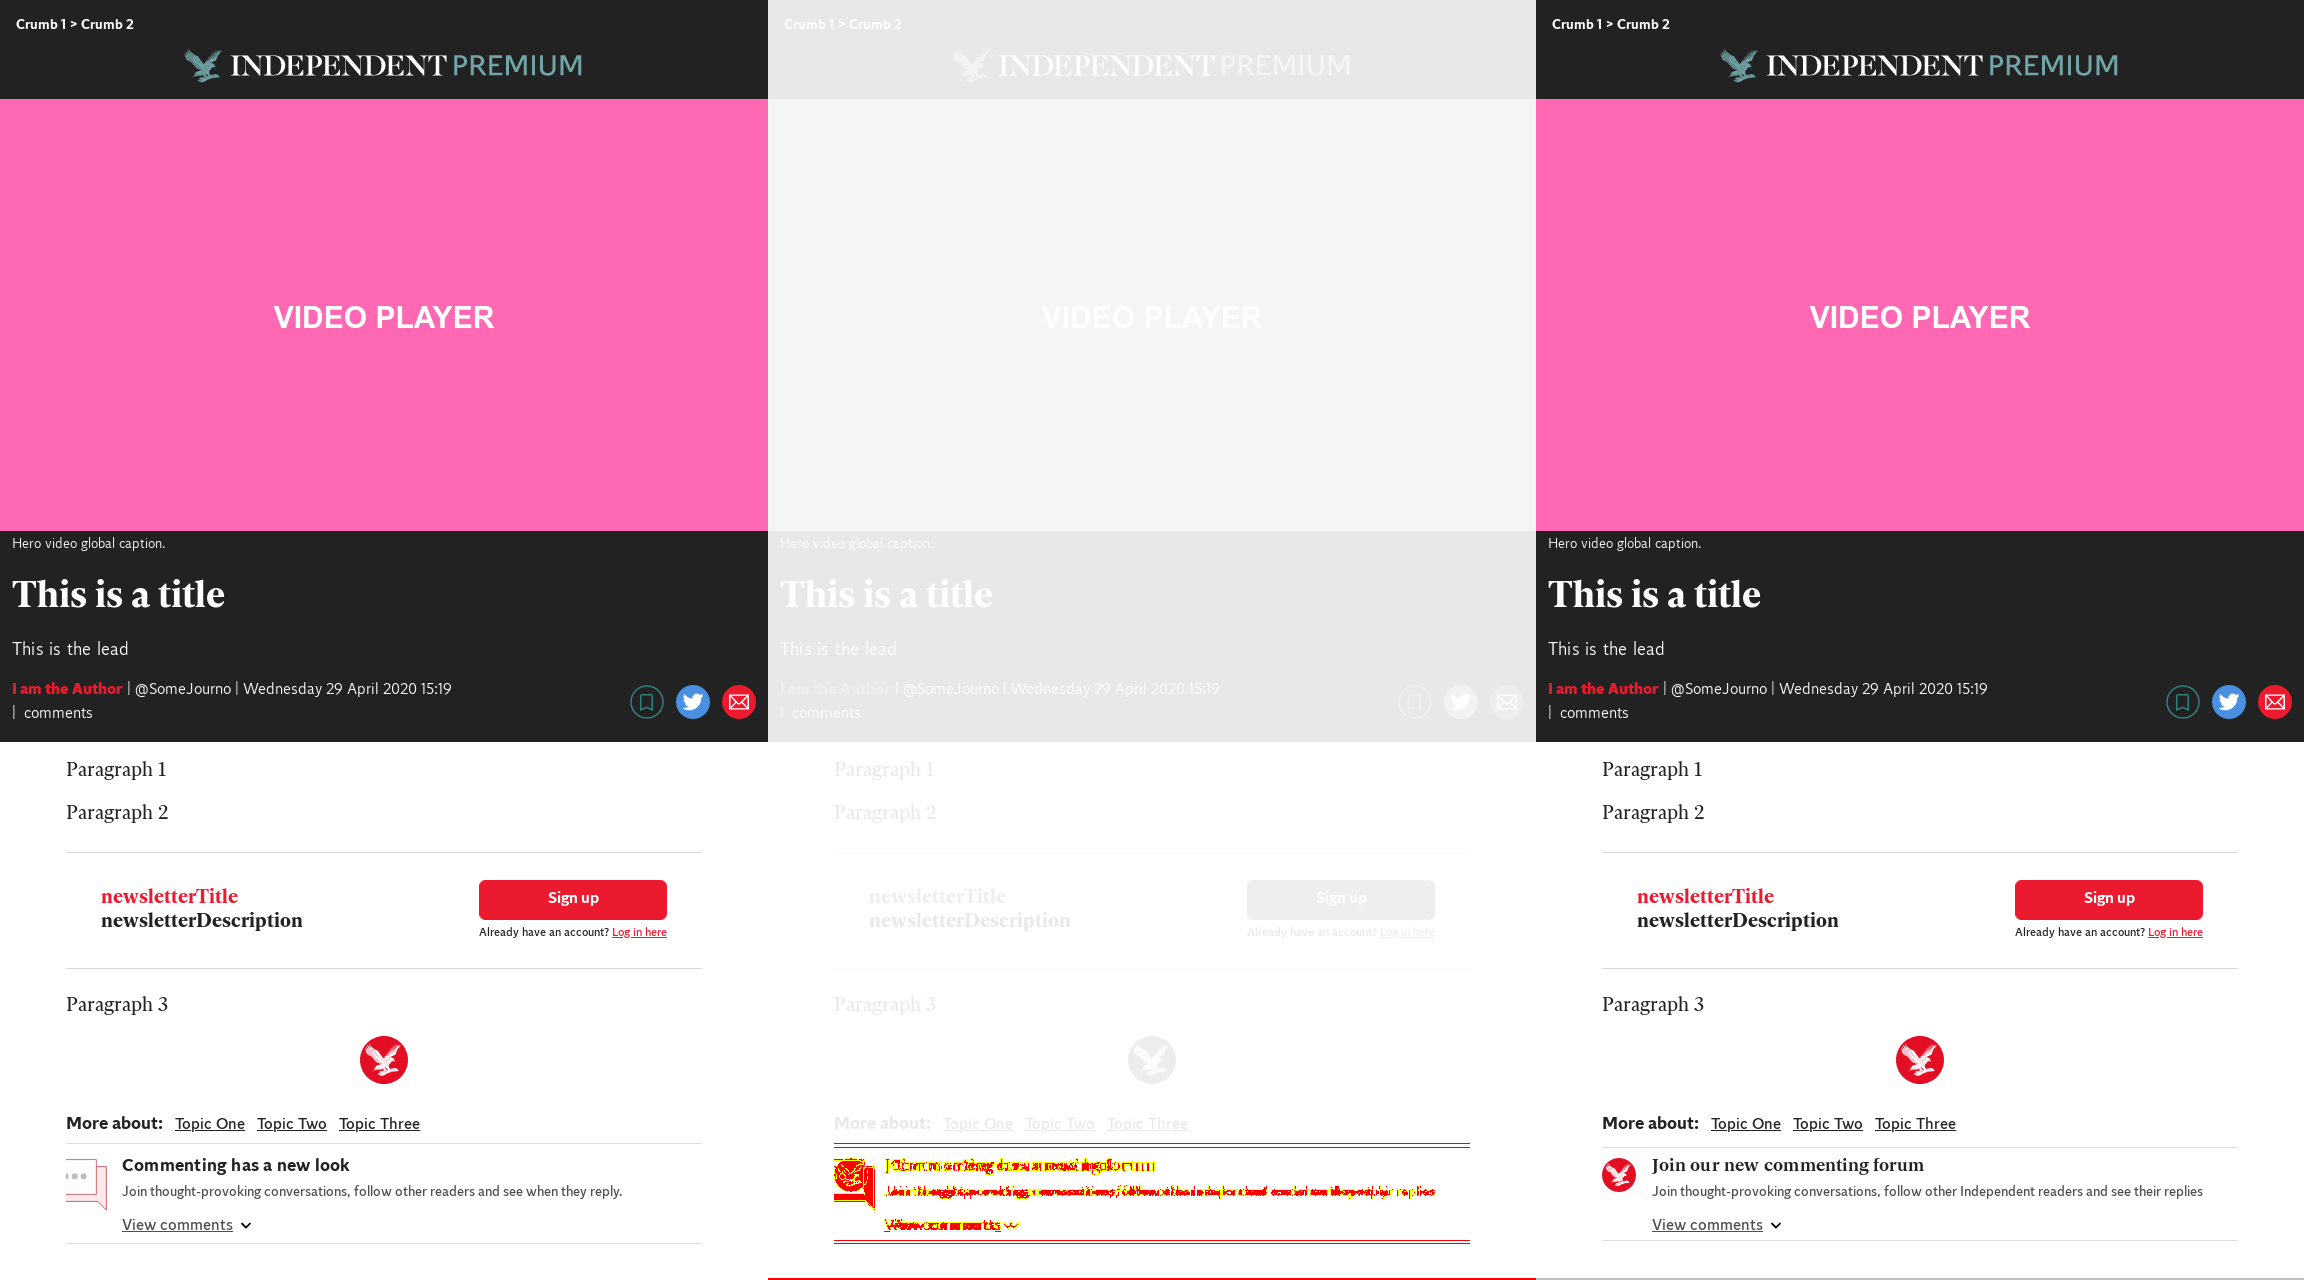 Crumb 1 > Crumb 2
INDEPENDENT PREMIUM
VIDEO PLAYER
Hero video global caption.
This is a title
This is the lead
I am the Author | @SomeJourno | Wednesday 29 April 2020 15:19
| comments
Paragraph 1
Paragraph 2
newsletterTitle
newsletterDescription
Sign up
Already have an account? Log in here
Paragraph 3
More about: Topic One Topic Two Topic Three
Commenting has a new look
Join thought-provoking conversations, follow other readers and see when they reply.
View comments
Crumb 1 > Crumb 2
INDEPENDENT PREMIUM
VIDEO PLAYER
Hero video global caption.
This is a title
This is the lead
I am the Author | @SomeJourno | Wednesday 29 April 2020 15:19
| comments
Paragraph 1
Paragraph 2
newsletterTitle
newsletterDescription
Sign up
Already have an account? Log in here
Paragraph 3
More about: Topic One Topic Two Topic Three
Crumb 1 > Crumb 2
INDEPENDENT PREMIUM
VIDEO PLAYER
Hero video global caption.
This is a title
This is the lead
I am the Author | @SomeJourno | Wednesday 29 April 2020 15:19
| comments
Paragraph 1
Paragraph 2
newsletterTitle
newsletterDescription
Sign up
Already have an account? Log in here
Paragraph 3
More about: Topic One Topic Two Topic Three
Join our new commenting forum
Join thought-provoking conversations, follow other Independent readers and see their replies
View comments